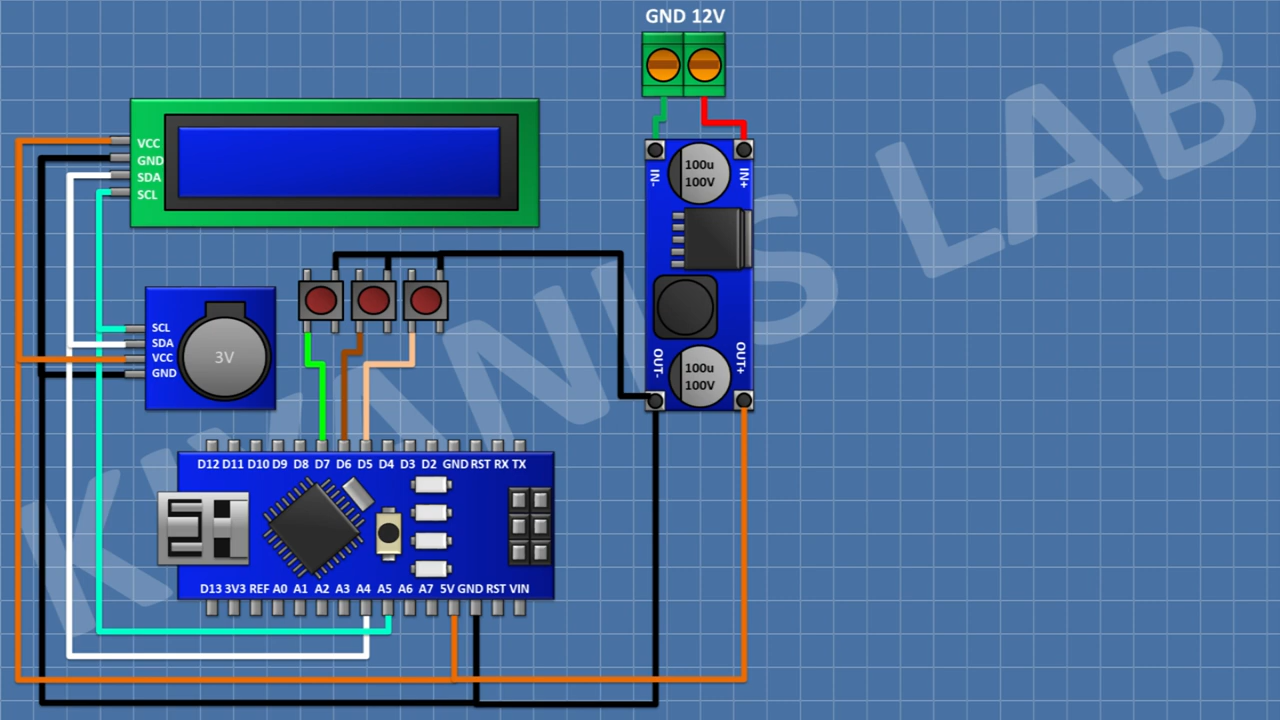 GND 12V
VCC
GND
SDA
SCL
100u
100V
IN-
IN+
SCL
SDA
VCC
GND
3V
OUT-
OUT+
100u
100V
D12 D11 D10 D9 D8 D7 D6 D5 D4 D3 D2 GND RST RX TX
D13 3V3 REF A0 A1 A2 A3 A4 A5 A6 A7 5V GND RST VIN
KIYANIS LAB